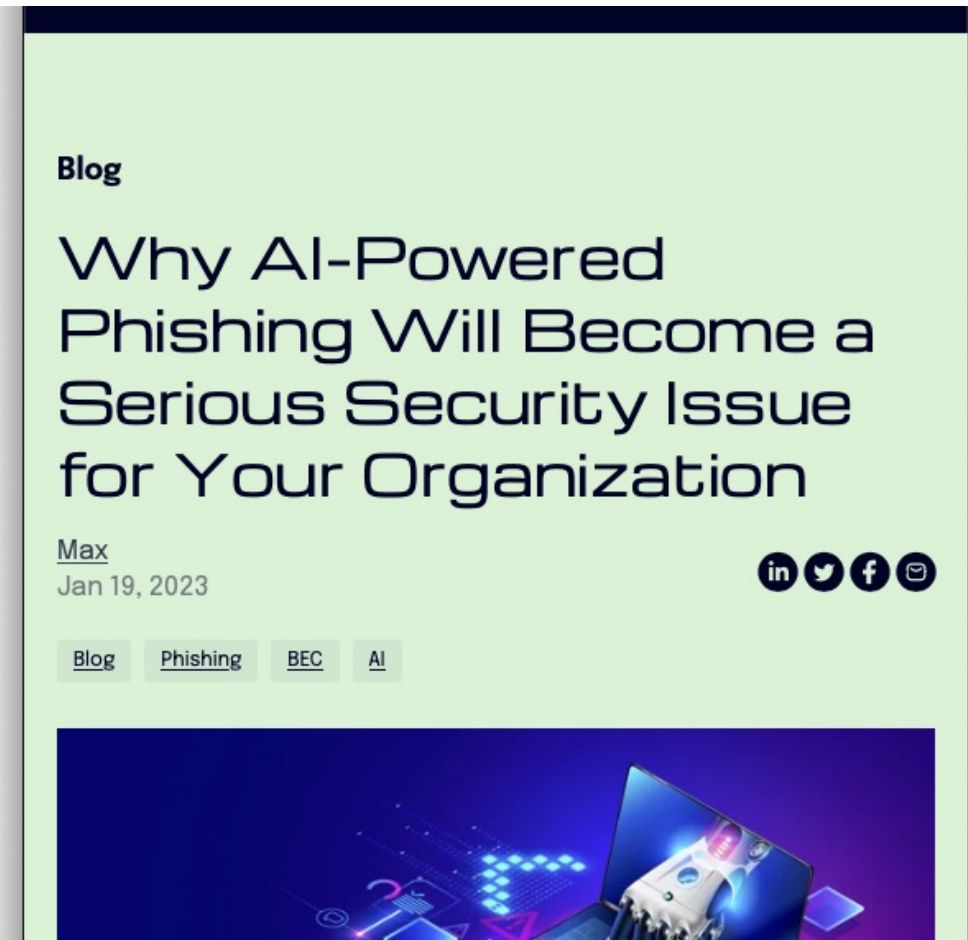 Blog
Why AI-Powered
Phishing Will Become a
Serious Security Issue
for Your Organization
Max
Jan 19, 2023
in
f
Blog Phishing BEC AI